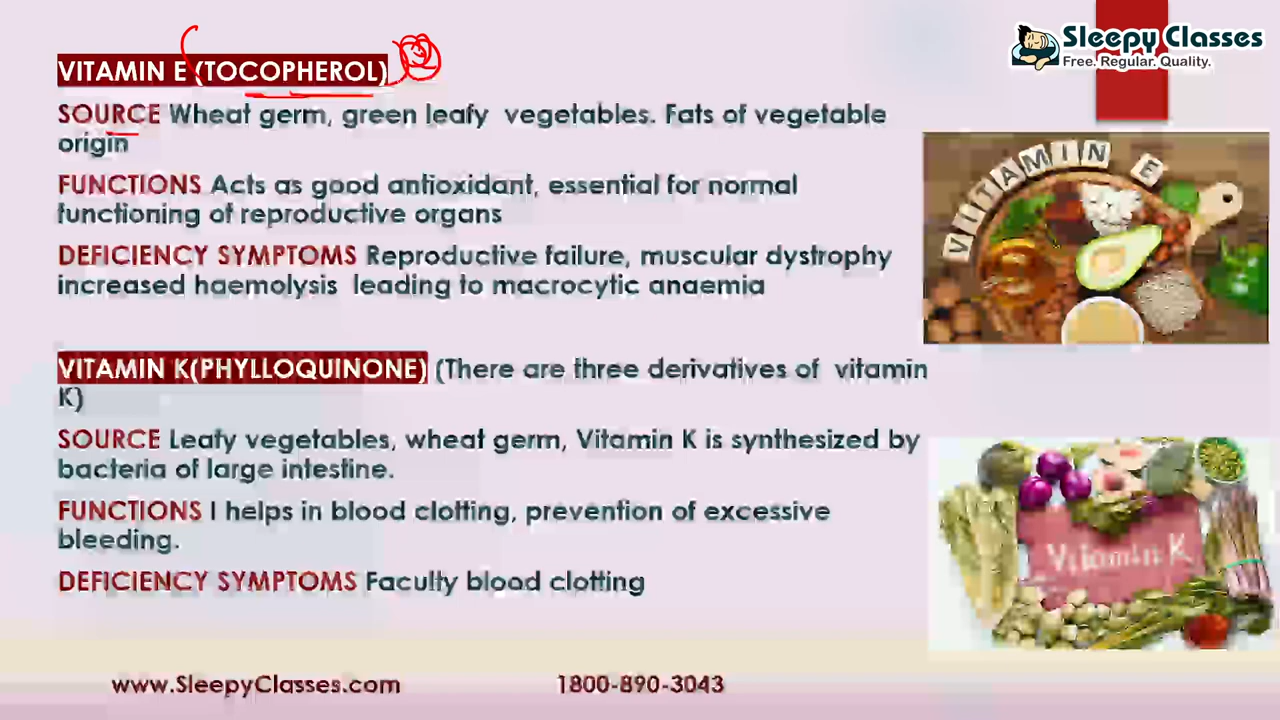 Sleepy Classes
Free. Regular. Quality.
VITAMIN E (TOCOPHEROL)
SOURCE Wheat germ, green leafy vegetables. Fats of vegetable
origin
FUNCTIONS Acts as good antioxidant, essential for normal
functioning of reproductive organs
DEFICIENCY SYMPTOMS Reproductive failure, muscular dystrophy
increased haemolysis leading to macrocytic anaemia
VITAMIN E
VITAMIN K(PHYLLOQUINONE) (There are three derivatives of vitamin
K)
SOURCE Leafy vegetables, wheat germ, Vitamin K is synthesized by
bacteria of large intestine.
FUNCTIONS I helps in blood clotting, prevention of excessive
bleeding.
DEFICIENCY SYMPTOMS Faculty blood clotting
Vitamin K
www.SleepyClasses.com
1800-890-3043